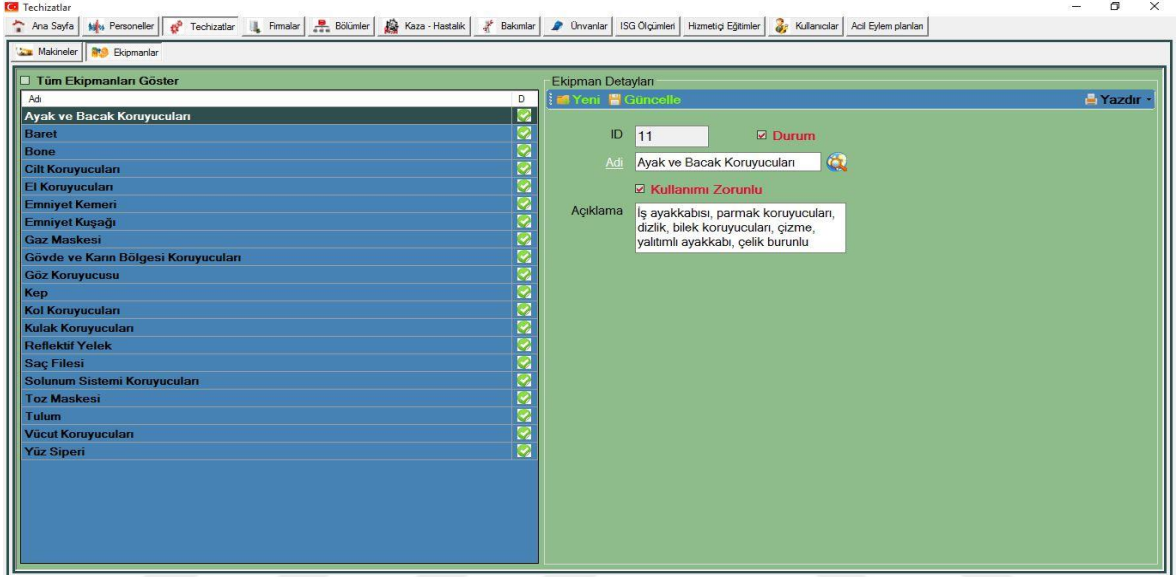 Techizatlar
Ana Sayfa Personeller Techizatlar Firmalar Bölümler Kaza - Hastalık Bakımlar Ünvanlar ISG Ölçümleri Hizmetiçi Eğitimler Kullanıcılar Acil Eylem planları
Makineler Ekipmanlar
Tüm Ekipmanları Göster
Adı D
Ayak ve Bacak Koruyucuları
Baret
Bone
Cilt Koruyucuları
El Koruyucuları
Emniyet Kemeri
Emniyet Kuşağı
Gaz Maskesi
Gövde ve Karın Bölgesi Koruyucuları
Göz Koruyucusu
Kep
Kol Koruyucuları
Kulak Koruyucuları
Reflektif Yelek
Saç Filesi
Solunum Sistemi Koruyucuları
Toz Maskesi
Tulum
Vücut Koruyucuları
Yüz Siperi
Ekipman Detayları
Yeni Güncelle Yazdır
ID 11 Durum
Adi Ayak ve Bacak Koruyucuları
Kullanımı Zorunlu
Açıklama İş ayakkabısı, parmak koruyucuları,
dizlik, bilek koruyucuları, çizme,
yalıtımlı ayakkabı, çelik burunlu